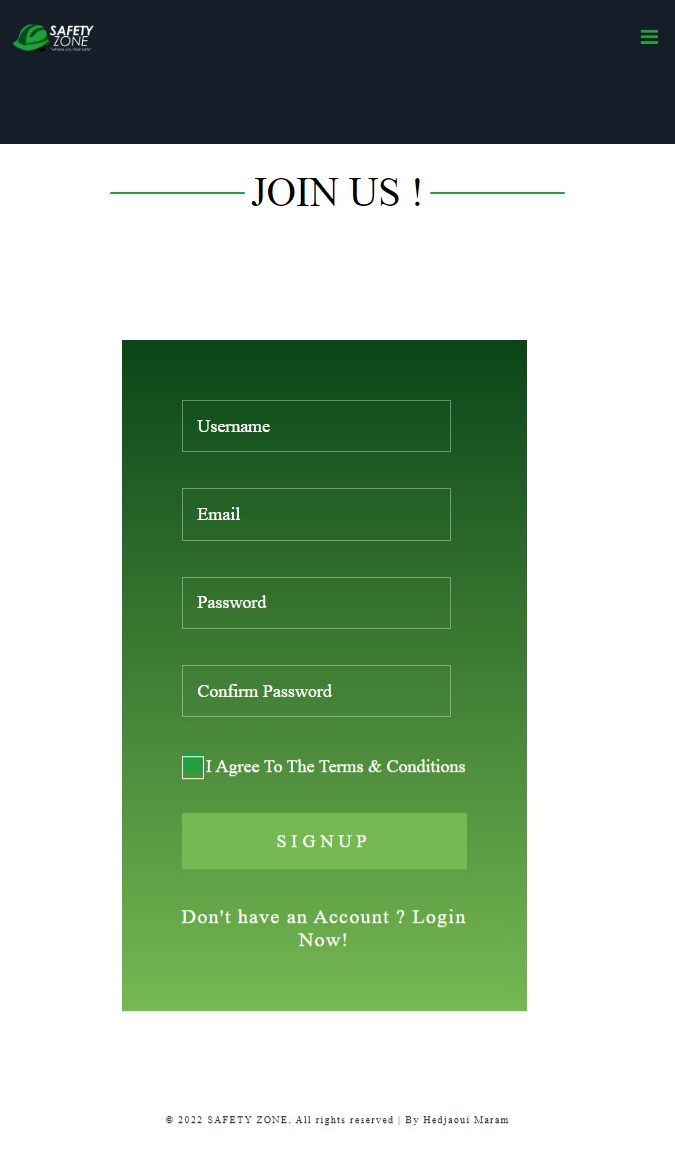 SAFETY
ZONE
"where you feel safe"
JOIN US !
Username
Email
Password
Confirm Password
I Agree To The Terms & Conditions
SIGNUP
Don't have an Account ? Login
Now!
© 2022 SAFETY ZONE. All rights reserved | By Hedjaoui Maram